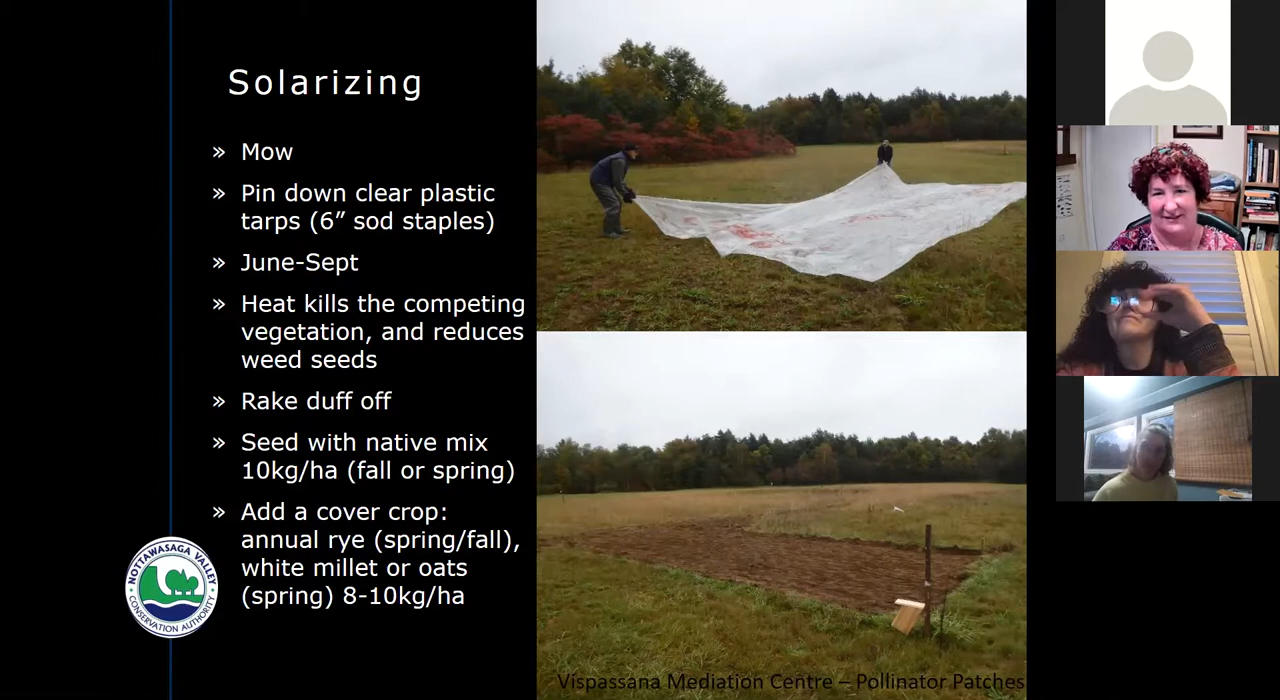 Solarizing
» Mow
» Pin down clear plastic
tarps (6” sod staples)
» June-Sept
» Heat kills the competing
vegetation, and reduces
weed seeds
» Rake duff off
» Seed with native mix
10kg/ha (fall or spring)
» Add a cover crop:
annual rye (spring/fall),
white millet or oats
(spring) 8-10kg/ha
NOTTAWASAGA VALLEY
CONSERVATION AUTHORITY
Vispassana Mediation Centre – Pollinator Patches